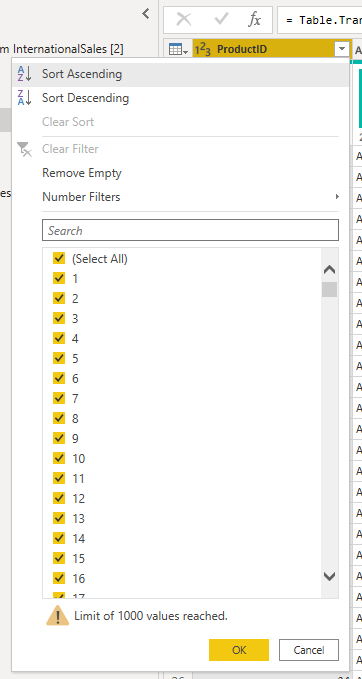 m InternationalSales [2]
fx
= Table.Tran
1²3 ProductID
Sort Ascending
Sort Descending
Clear Sort
Clear Filter
Remove Empty
Number Filters
Search
(Select All)
1
2
3
4
5
6
7
8
9
10
11
12
13
14
15
16
17
Limit of 1000 values reached.
OK
Cancel